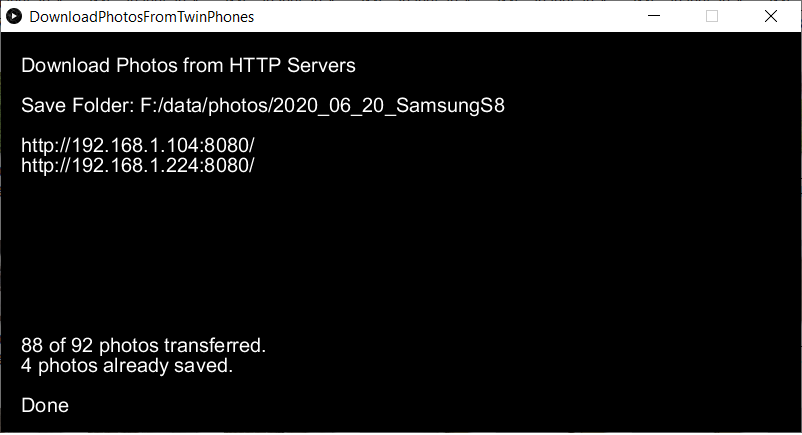 DownloadPhotosFromTwinPhones
Download Photos from HTTP Servers
Save Folder: F:/data/photos/2020_06_20_SamsungS8
http://192.168.1.104:8080/
http://192.168.1.224:8080/
88 of 92 photos transferred.
4 photos already saved.
Done